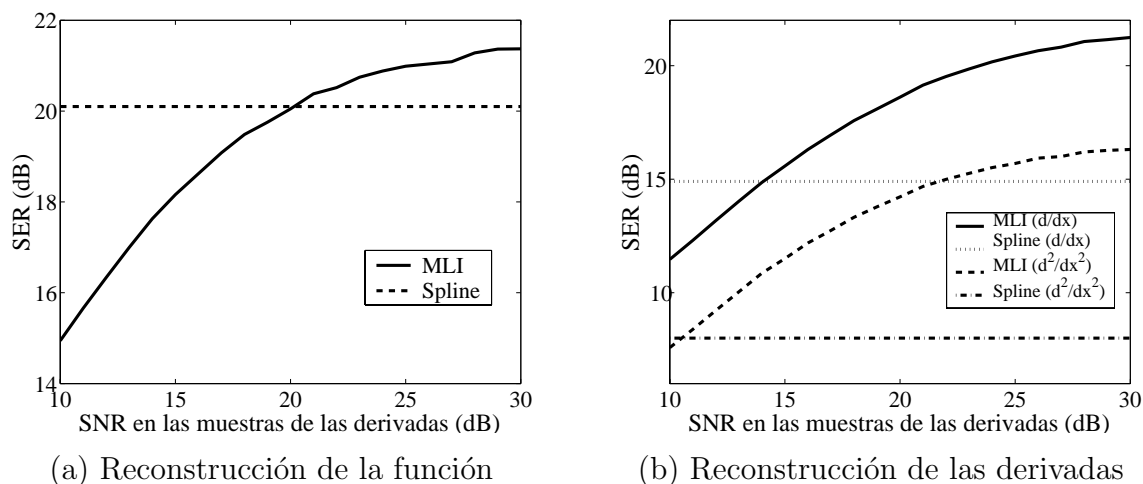 22
20
18
16
14
SER (dB)
MLI
Spline
10
15
20
25
30
SNR en las muestras de las derivadas (dB)
(a) Reconstrucción de la función
20
15
10
SER (dB)
MLI (d/dx)
Spline (d/dx)
MLI (d²/dx²)
Spline (d²/dx²)
10
15
20
25
30
SNR en las muestras de las derivadas (dB)
(b) Reconstrucción de las derivadas